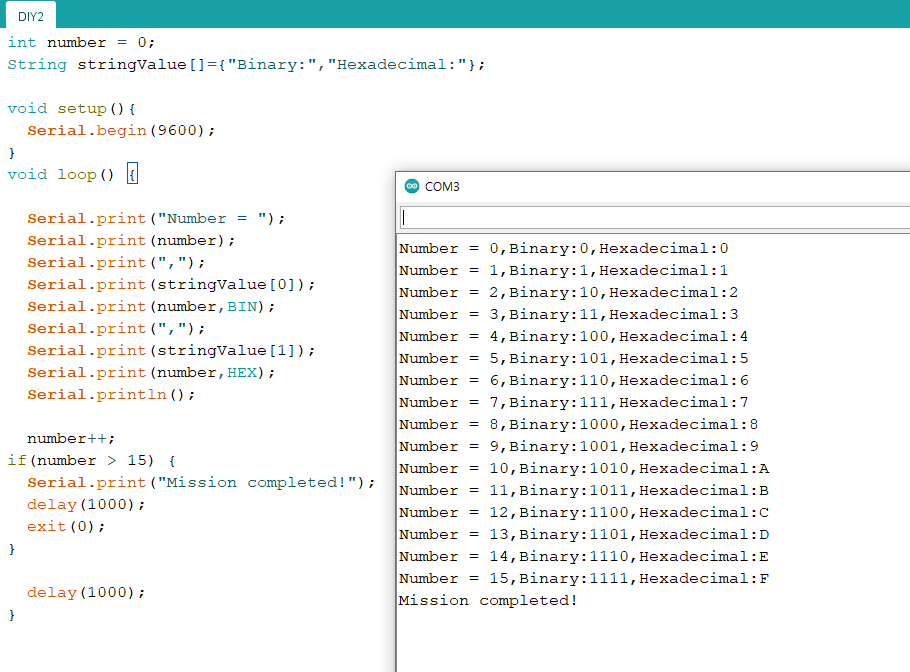 DIY2
int number = 0;
String stringValue[]={"Binary:","Hexadecimal:"};
void setup(){
  Serial.begin(9600);
}
void loop() {
  Serial.print("Number = ");
  Serial.print(number);
  Serial.print(",");
  Serial.print(stringValue[0]);
  Serial.print(number,BIN);
  Serial.print(",");
  Serial.print(stringValue[1]);
  Serial.print(number,HEX);
  Serial.println();
  number++;
if(number > 15) {
  Serial.print("Mission completed!");
  delay(1000);
  exit(0);
}
  delay(1000);
}
COM3
Number = 0,Binary:0,Hexadecimal:0
Number = 1,Binary:1,Hexadecimal:1
Number = 2,Binary:10,Hexadecimal:2
Number = 3,Binary:11,Hexadecimal:3
Number = 4,Binary:100,Hexadecimal:4
Number = 5,Binary:101,Hexadecimal:5
Number = 6,Binary:110,Hexadecimal:6
Number = 7,Binary:111,Hexadecimal:7
Number = 8,Binary:1000,Hexadecimal:8
Number = 9,Binary:1001,Hexadecimal:9
Number = 10,Binary:1010,Hexadecimal:A
Number = 11,Binary:1011,Hexadecimal:B
Number = 12,Binary:1100,Hexadecimal:C
Number = 13,Binary:1101,Hexadecimal:D
Number = 14,Binary:1110,Hexadecimal:E
Number = 15,Binary:1111,Hexadecimal:F
Mission completed!